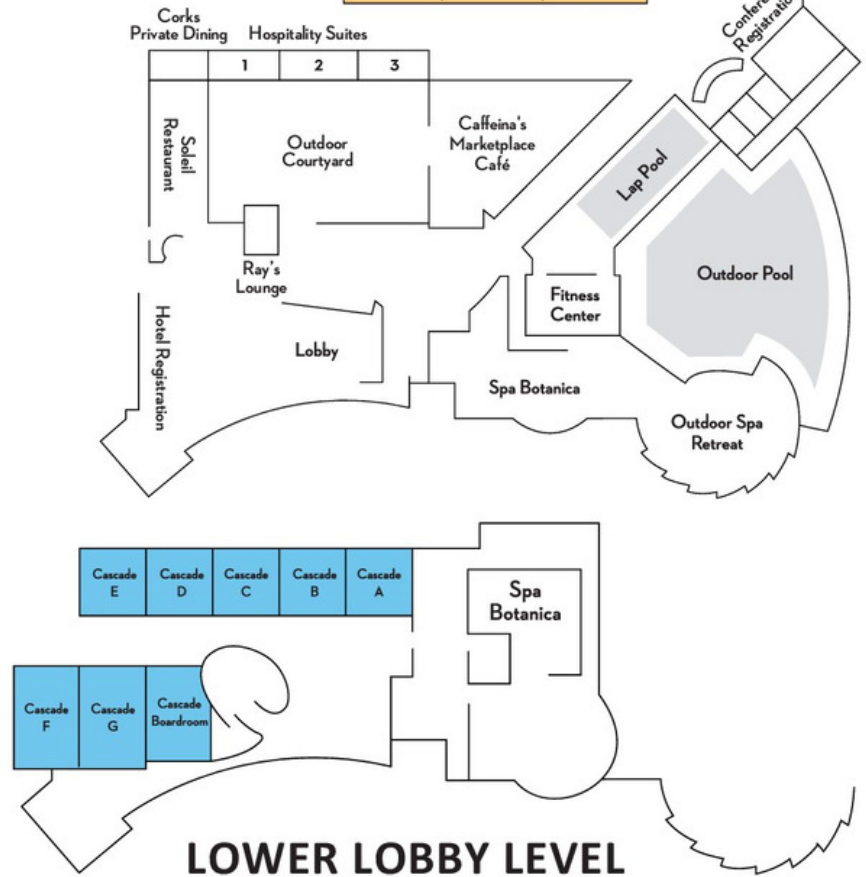 Corks
Private Dining
Hospitality Suites
1
2
3
Soleil
Restaurant
Outdoor
Courtyard
Caffeina's
Marketplace
Café
Lap Pool
Registration
Outdoor Pool
Ray's
Lounge
Fitness
Center
Hotel Registration
Lobby
Spa Botanica
Outdoor Spa
Retreat
Cascade
E
Cascade
D
Cascade
C
Cascade
B
Cascade
A
Spa
Botanica
Cascade
F
Cascade
G
Cascade
Boardroom
LOWER LOBBY LEVEL